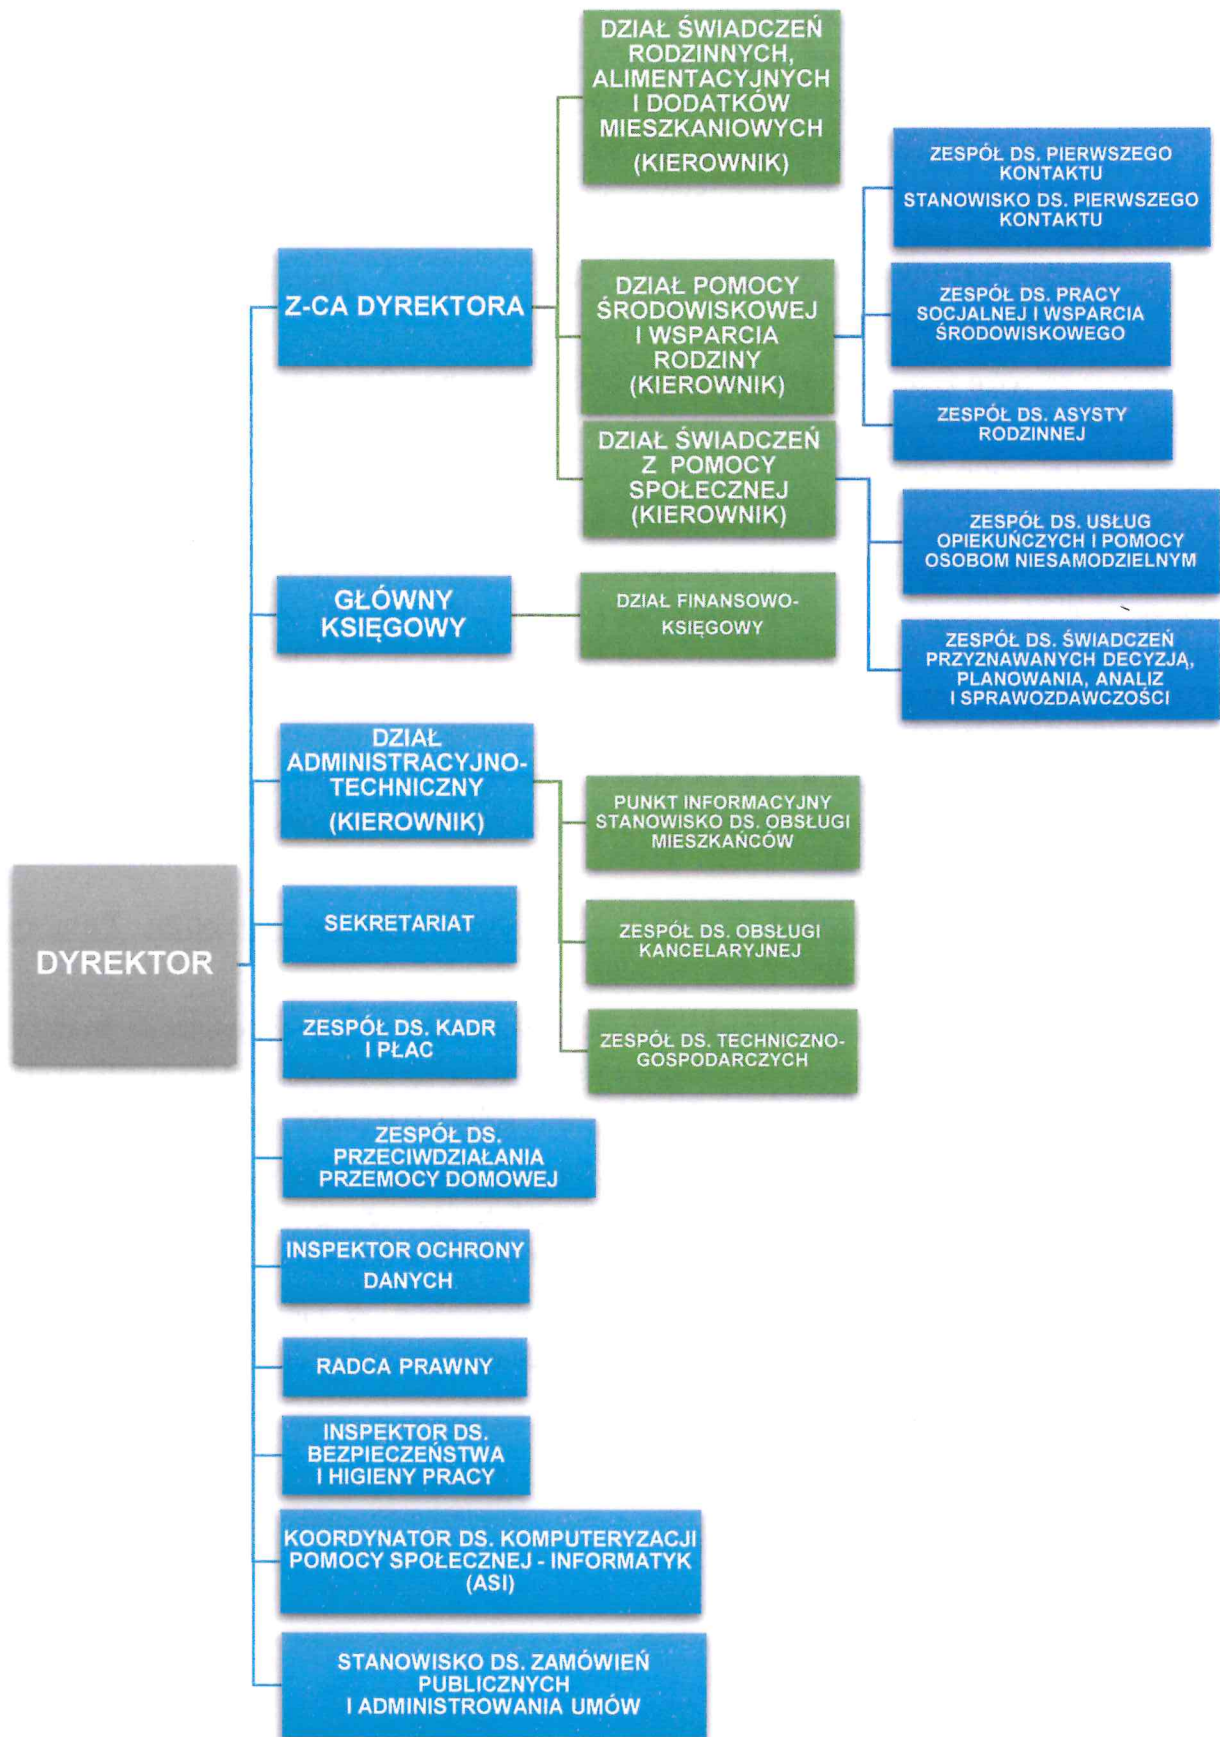 DYREKTOR
Z-CA DYREKTORA
DZIAŁ ŚWIADCZEŃ
RODZINNYCH,
ALIMENTACYJNYCH
I DODATKÓW
MIESZKANIOWYCH
(KIEROWNIK)
DZIAŁ POMOCY
ŚRODOWISKOWEJ
I WSPARCIA
RODZINY
(KIEROWNIK)
ZESPÓŁ DS. PIERWSZEGO
KONTAKTU
STANOWISKO DS. PIERWSZEGO
KONTAKTU
ZESPÓŁ DS. PRACY
SOCJALNEJ I WSPARCIA
ŚRODOWISKOWEGO
ZESPÓŁ DS. ASYSTY
RODZINNEJ
DZIAŁ ŚWIADCZEŃ
Z POMOCY
SPOŁECZNEJ
(KIEROWNIK)
ZESPÓŁ DS. USŁUG
OPIEKUŃCZYCH I POMOCY
OSOBOM NIESAMODZIELNYM
ZESPÓŁ DS. ŚWIADCZEŃ
PRZYZNAWANYCH DECYZJĄ,
PLANOWANIA, ANALIZ
I SPRAWOZDAWCZOŚCI
GŁÓWNY
KSIĘGOWY
DZIAŁ FINANSOWO-
KSIĘGOWY
DZIAŁ
ADMINISTRACYJNO-
TECHNICZNY
(KIEROWNIK)
PUNKT INFORMACYJNY
STANOWISKO DS. OBSŁUGI
MIESZKAŃCÓW
ZESPÓŁ DS. OBSŁUGI
KANCELARYJNEJ
ZESPÓŁ DS. TECHNICZNO-
GOSPODARCZYCH
SEKRETARIAT
ZESPÓŁ DS. KADR
I PŁAC
ZESPÓŁ DS.
PRZECIWDZIAŁANIA
PRZEMOCY DOMOWEJ
INSPEKTOR OCHRONY
DANYCH
RADCA PRAWNY
INSPEKTOR DS.
BEZPIECZEŃSTWA
I HIGIENY PRACY
KOORDYNATOR DS. KOMPUTERYZACJI
POMOCY SPOŁECZNEJ - INFORMATYK
(ASI)
STANOWISKO DS. ZAMÓWIEŃ
PUBLICZNYCH
I ADMINISTROWANIA UMÓW